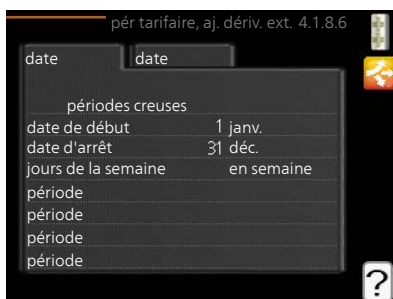 pér tarifaire, aj. dériv. ext. 4.1.8.6
date date
périodes creuses
date de début 1 janv.
date d'arrêt 31 déc.
jours de la semaine en semaine
période
période
période
période
?